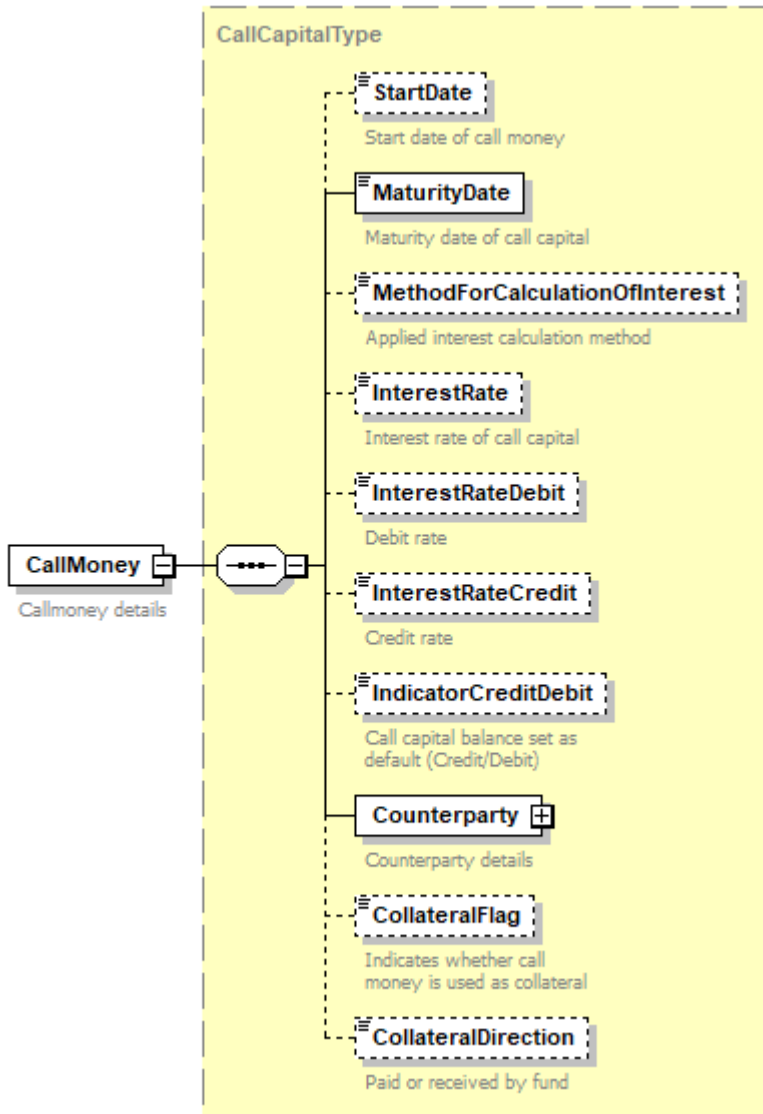 CallCapitalType
StartDate
Start date of call money
MaturityDate
Maturity date of call capital
MethodForCalculationOfInterest
Applied interest calculation method
InterestRate
Interest rate of call capital
InterestRateDebit
Debit rate
CallMoney
Callmoney details
InterestRateCredit
Credit rate
IndicatorCreditDebit
Call capital balance set as
default (Credit/Debit)
Counterparty
Counterparty details
CollateralFlag
Indicates whether call
money is used as collateral
CollateralDirection
Paid or received by fund